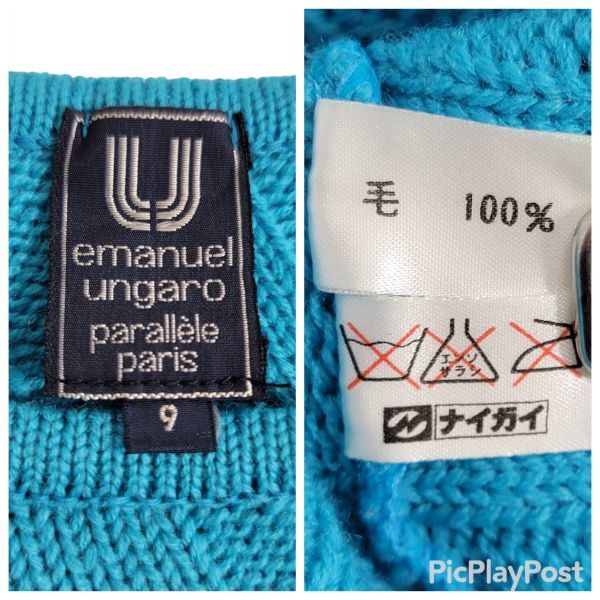 emanuel
ungaro
parallèle
paris
9
毛 100%
エンソ
サラシ
ナイガイ
PicPlayPost